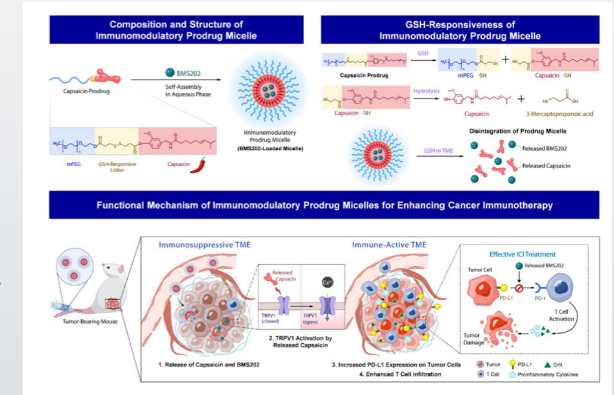 Composition and Structure of
Immunomodulatory Prodrug Micelle
BMS202
Self-Assembly
in Aqueous Phase
Capsaicin Prodrug
Immunomodulatory
Prodrug Micelle
(BMS202-Loaded Micelle)
mPEG
GSH-Responsive
Linker
Capsaicin
GSH-Responsiveness of
Immunomodulatory Prodrug Micelle
GSH
Capsaicin Prodrug
mPEG -SH
+
Capsaicin -SH
Hydrolysis
Capsaicin -SH
Capsaicin
+
3-Mercaptopropanoic acid
Disintegration of Prodrug Micelle
GSH in TME
Released BMS202
Released Capsaicin
Functional Mechanism of Immunomodulatory Prodrug Micelles for Enhancing Cancer Immunotherapy
Tumor-Bearing Mouse
Immunosuppressive TME
1. Release of Capsaicin and BMS202
Released
Capsaicin
Ca²⁺
TRPV1
(closed)
TRPV1
(open)
2. TRPV1 Activation by
Released Capsaicin
Immune-Active TME
3. Increased PD-L1 Expression on Tumor Cells
4. Enhanced T Cell Infiltration
Effective ICI Treatment
Released BMS202
Tumor Cell
PD-L1
PD-1
T Cell
Activation
Tumor
Damage
Tumor
PD-L1
T Cell
Proinflammatory Cytokines